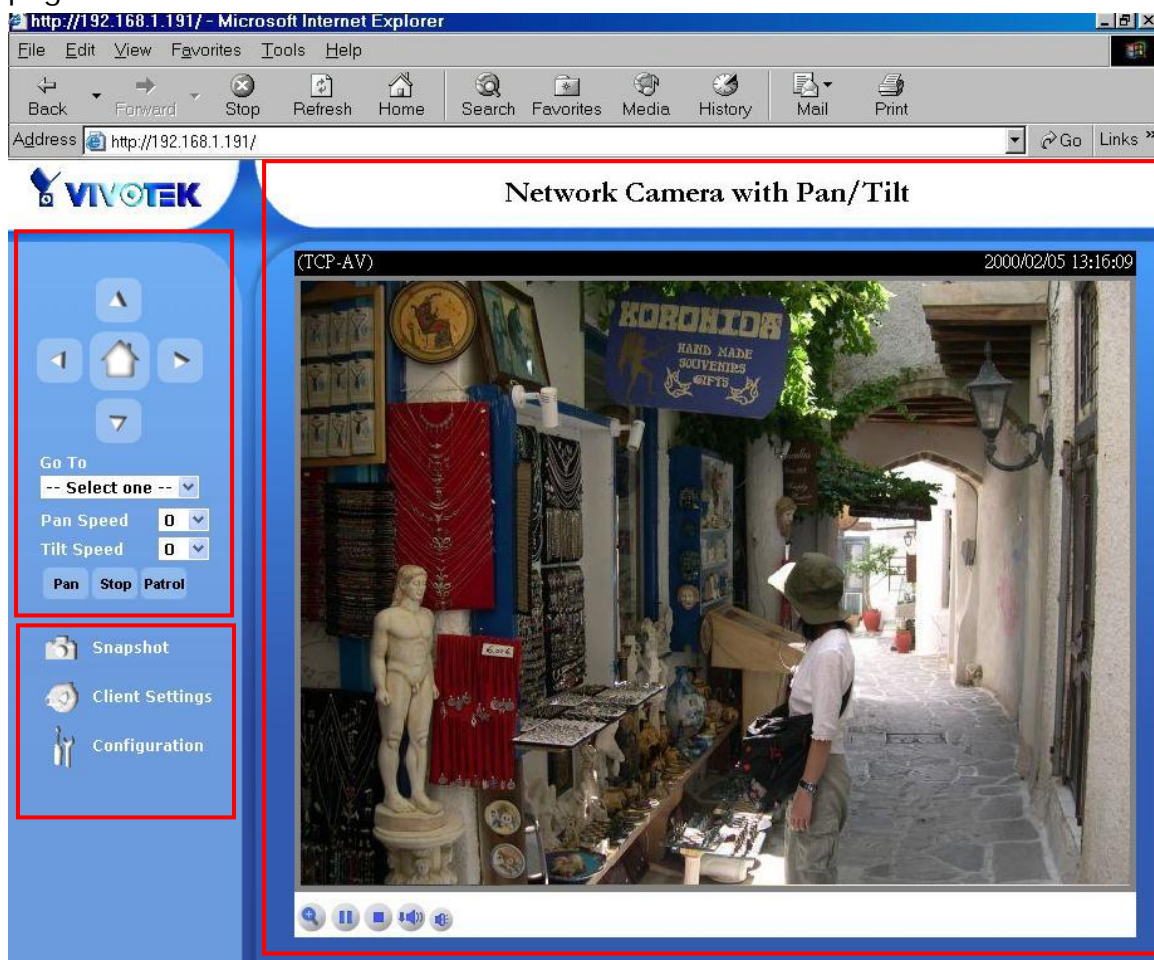 http://192.168.1.191/ - Microsoft Internet Explorer
File Edit View Favorites Tools Help
Back Forward Stop Refresh Home Search Favorites Media History Mail Print
Address http://192.168.1.191/ Go Links »
VIVOTEK
Network Camera with Pan/Tilt
(TCP-AV) 2000/02/05 13:16:09
KORONIDA
HAND MADE
SOUVENIRS
GIFTS
6.00€
Go To
-- Select one --
Pan Speed 0
Tilt Speed 0
Pan Stop Patrol
Snapshot
Client Settings
Configuration